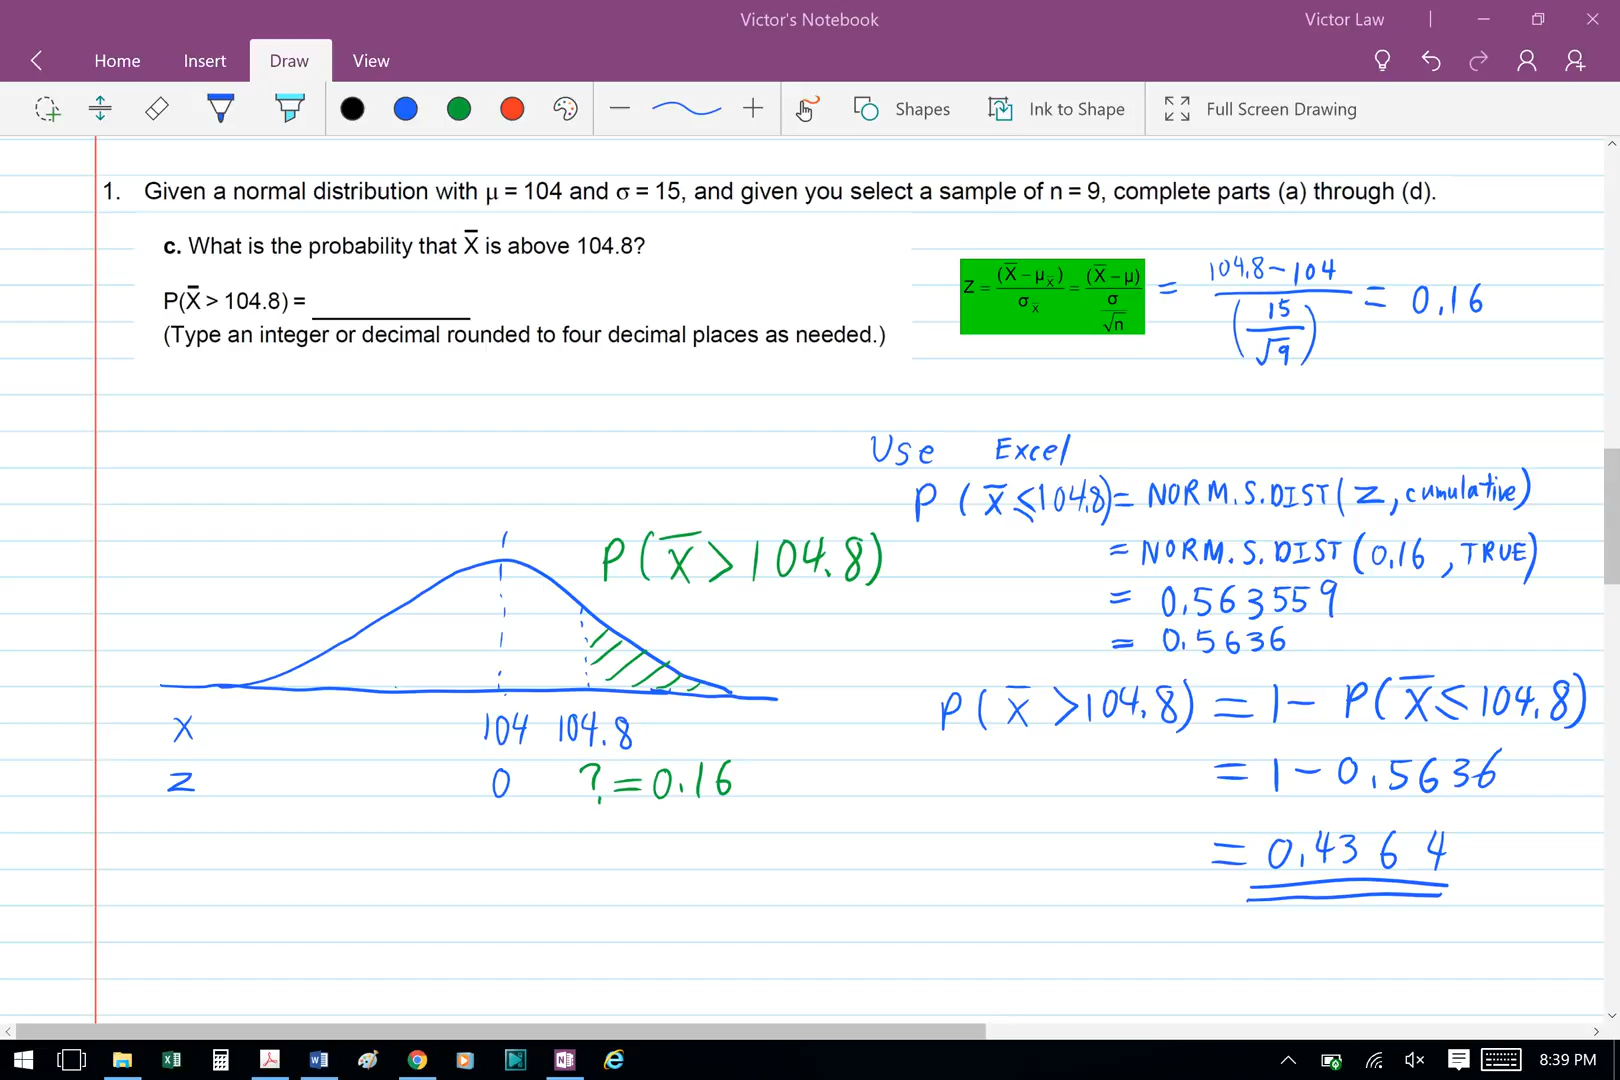 Victor's Notebook
Victor Law
Home Insert Draw View
Shapes Ink to Shape Full Screen Drawing
1. Given a normal distribution with μ = 104 and σ = 15, and given you select a sample of n = 9, complete parts (a) through (d).
c. What is the probability that X̄ is above 104.8?
P(X̄ > 104.8) = ____________
(Type an integer or decimal rounded to four decimal places as needed.)
Z = (X̄ − μ_X̄) / σ_X̄ = (X̄ − μ) / (σ / √n) = (104.8 − 104) / (15 / √9) = 0.16
Use Excel
P(X̄ ≤ 104.8) = NORM.S.DIST(Z, cumulative)
= NORM.S.DIST(0.16, TRUE)
= 0.563559
= 0.5636
P(X̄ > 104.8) = 1 − P(X̄ ≤ 104.8)
= 1 − 0.5636
= 0.4364
P(X̄ > 104.8)
X 104 104.8
Z 0 ? = 0.16
8:39 PM